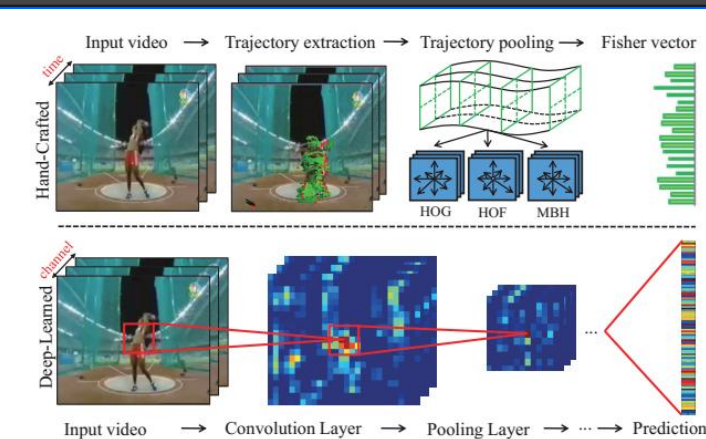 Input video → Trajectory extraction → Trajectory pooling → Fisher vector
time
Hand-Crafted
HOG HOF MBH
channel
Deep-Learned
...
Input video → Convolution Layer → Pooling Layer → ... → Prediction